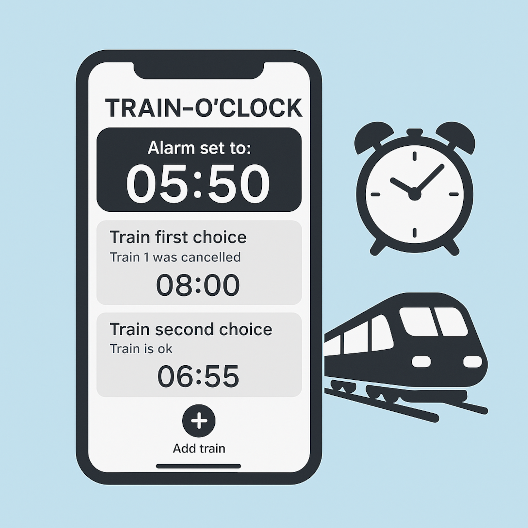 TRAIN-O'CLOCK
Alarm set to:
05:50
Train first choice
Train 1 was cancelled
08:00
Train second choice
Train is ok
06:55
Add train